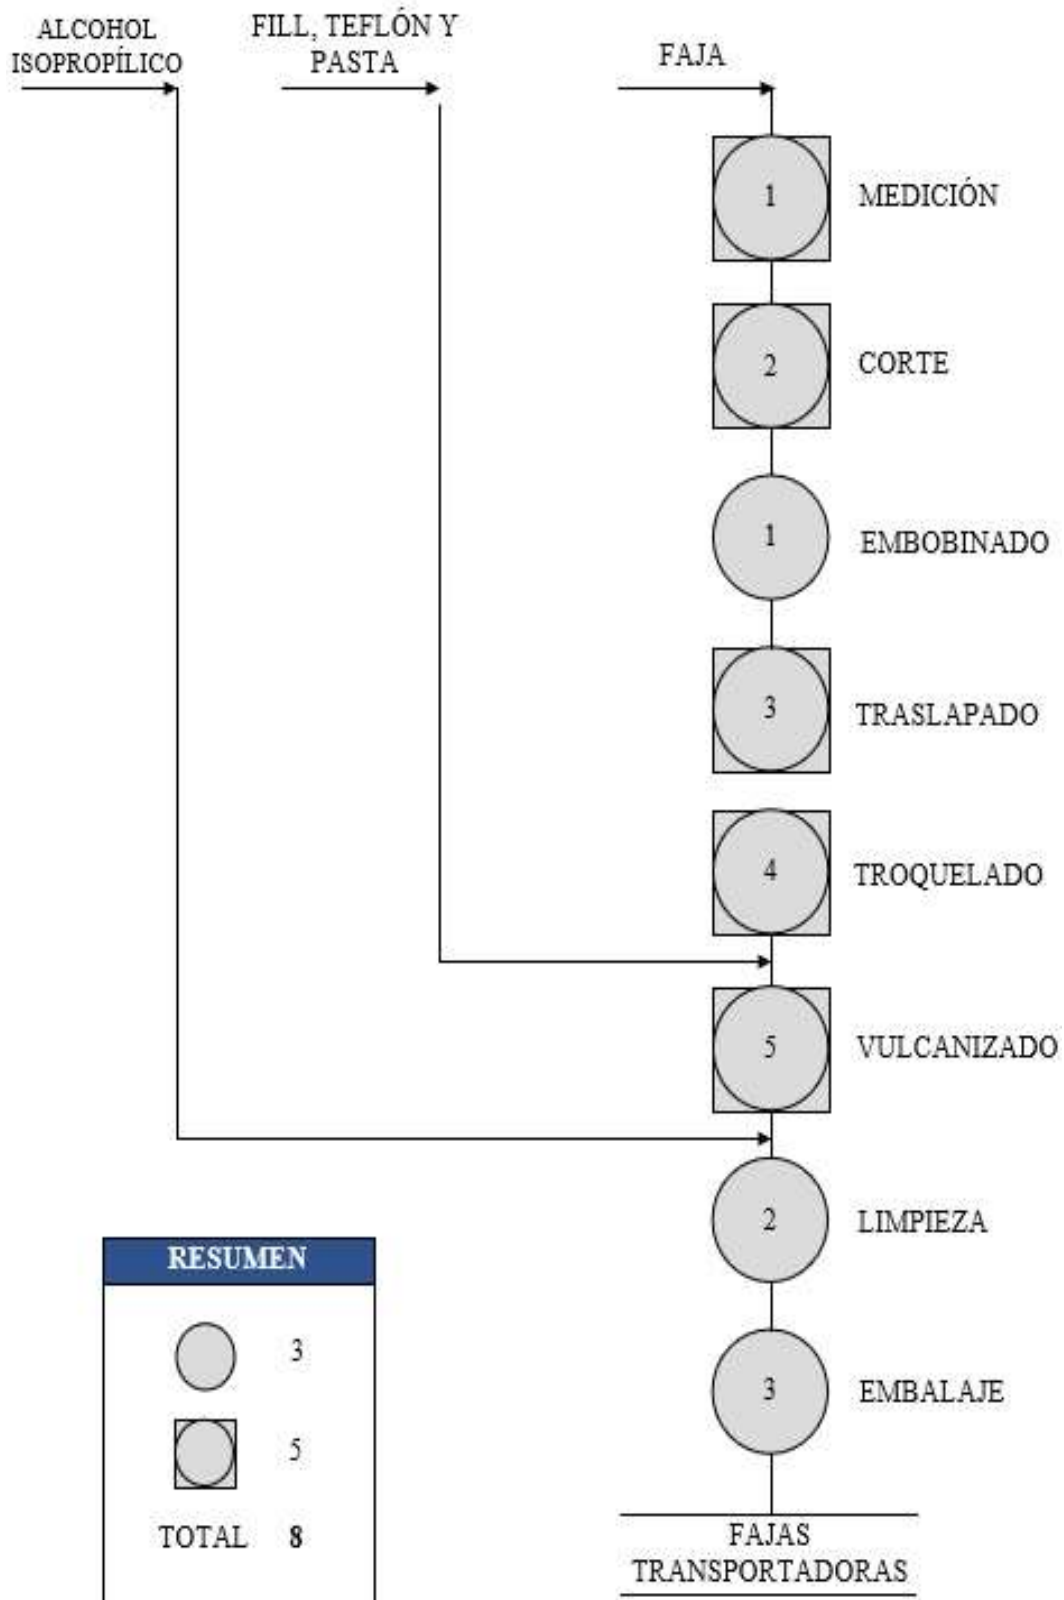 ALCOHOL
ISOPROPÍLICO
FILL, TEFLÓN Y
PASTA
FAJA
1 MEDICIÓN
2 CORTE
1 EMBOBINADO
3 TRASLAPADO
4 TROQUELADO
5 VULCANIZADO
2 LIMPIEZA
3 EMBALAJE
FAJAS
TRANSPORTADORAS
RESUMEN
3
5
TOTAL 8